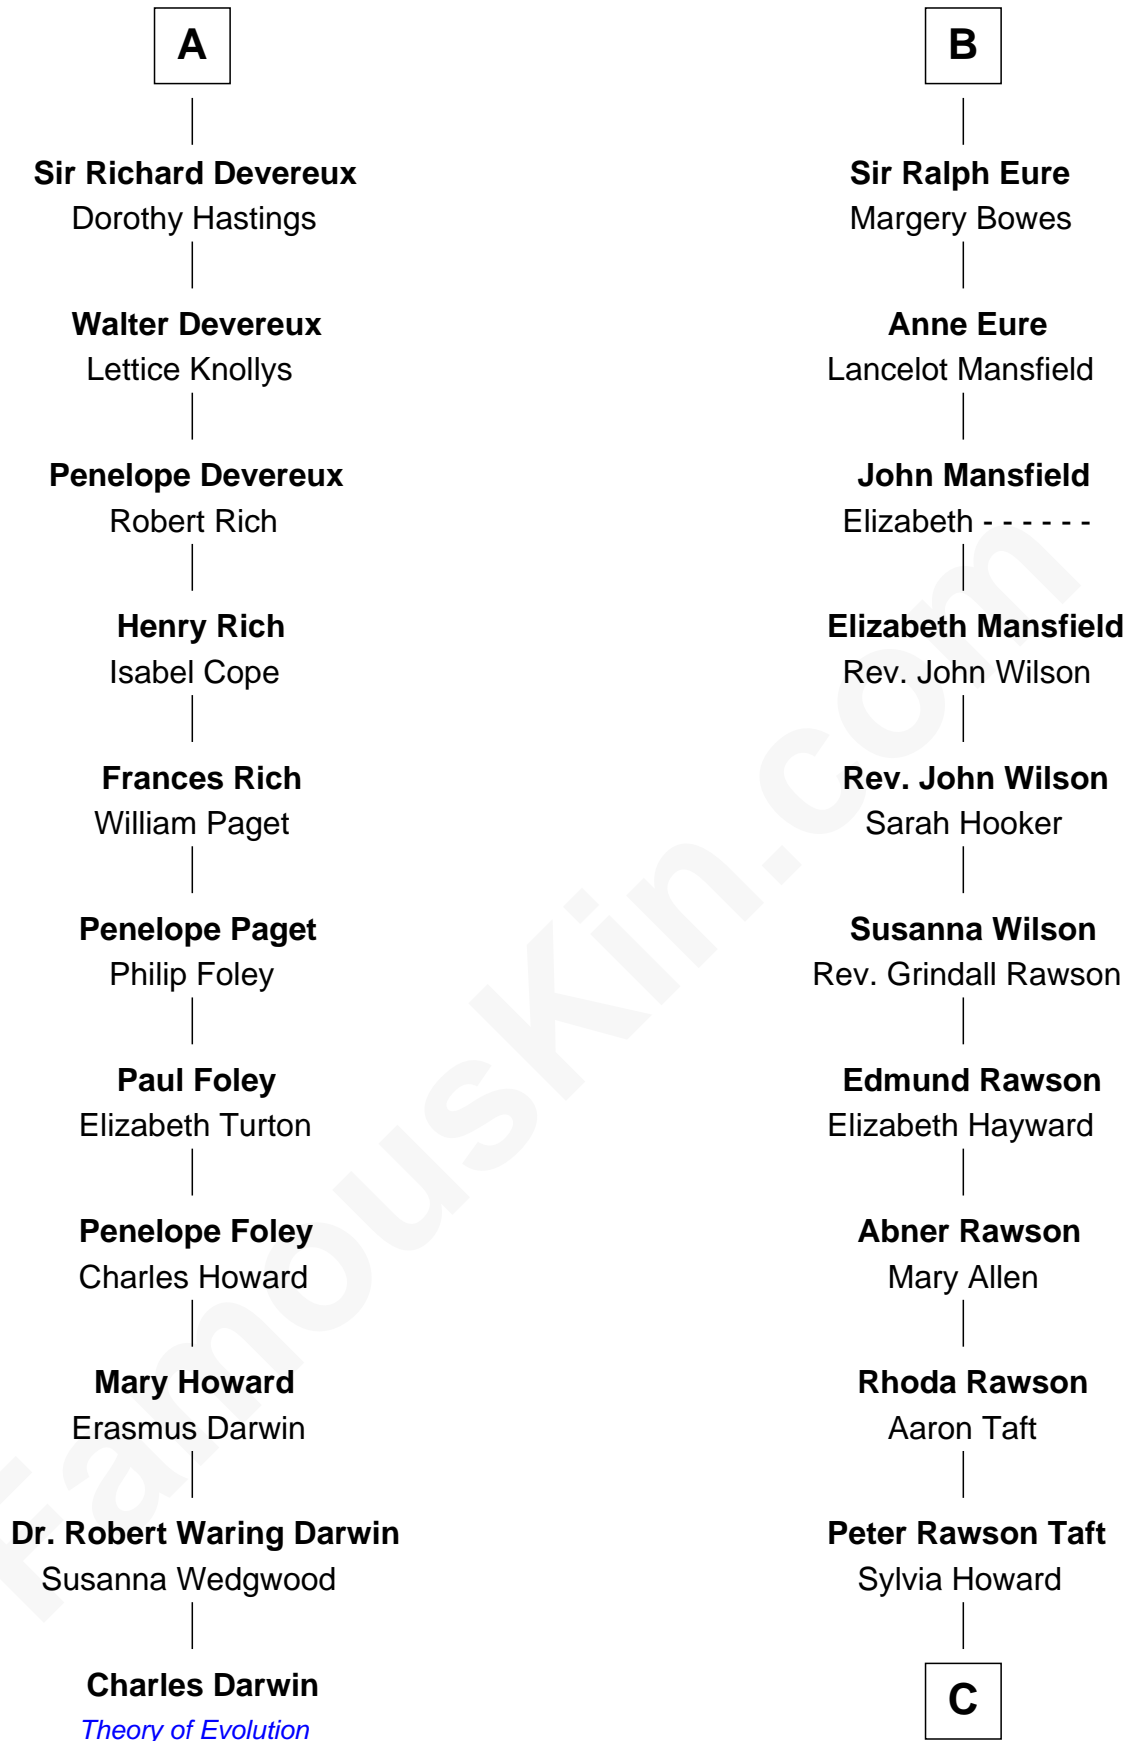 A
Sir Richard Devereux
Dorothy Hastings
Walter Devereux
Lettice Knollys
Penelope Devereux
Robert Rich
Henry Rich
Isabel Cope
Frances Rich
William Paget
Penelope Paget
Philip Foley
Paul Foley
Elizabeth Turton
Penelope Foley
Charles Howard
Mary Howard
Erasmus Darwin
Dr. Robert Waring Darwin
Susanna Wedgwood
Charles Darwin
Theory of Evolution
B
Sir Ralph Eure
Margery Bowes
Anne Eure
Lancelot Mansfield
John Mansfield
Elizabeth - - - - - -
Elizabeth Mansfield
Rev. John Wilson
Rev. John Wilson
Sarah Hooker
Susanna Wilson
Rev. Grindall Rawson
Edmund Rawson
Elizabeth Hayward
Abner Rawson
Mary Allen
Rhoda Rawson
Aaron Taft
Peter Rawson Taft
Sylvia Howard
C
FamousKin.com